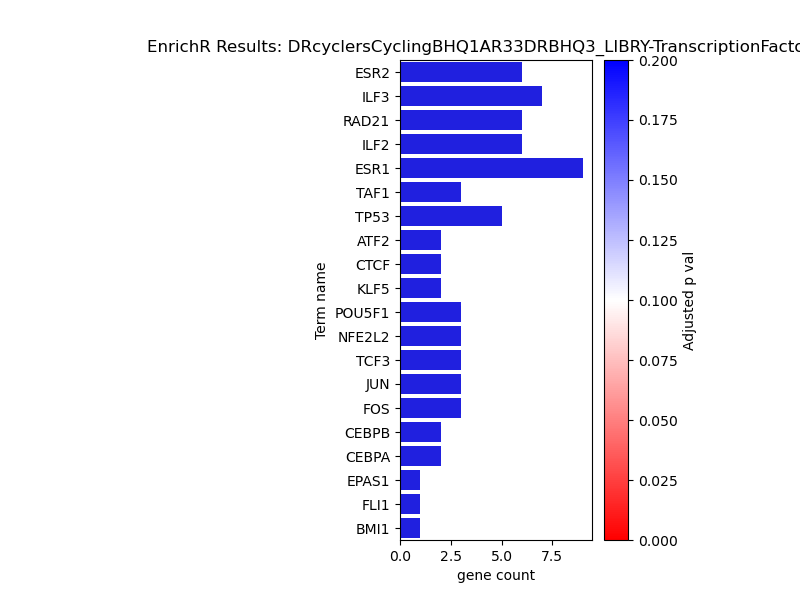 EnrichR Results: DRcyclersCyclingBHQ1AR33DRBHQ3_LIBRY-TranscriptionFacto
ESR2
ILF3
RAD21
ILF2
ESR1
TAF1
TP53
ATF2
CTCF
KLF5
POU5F1
NFE2L2
TCF3
JUN
FOS
CEBPB
CEBPA
EPAS1
FLI1
BMI1
Term name
0.0 2.5 5.0 7.5
gene count
0.200
0.175
0.150
0.125
0.100
0.075
0.050
0.025
0.000
Adjusted p val